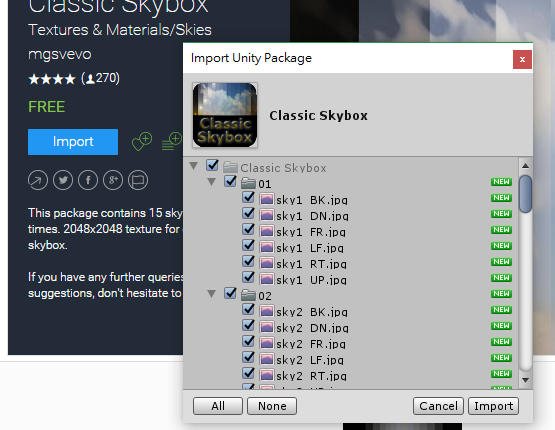 Classic Skybox
Textures & Materials/Skies
mgsvevo
(270)
FREE
Import
This package contains 15 sky
times. 2048x2048 texture for
skybox.
If you have any further queries
suggestions, don't hesitate to
Import Unity Package
x
Classic
Skybox
Classic Skybox
Classic Skybox
01 NEW
sky1_BK.jpg NEW
sky1_DN.jpg NEW
sky1_FR.jpg NEW
sky1_LF.jpg NEW
sky1_RT.jpg NEW
sky1_UP.jpg NEW
02 NEW
sky2_BK.jpg NEW
sky2_DN.jpg NEW
sky2_FR.jpg NEW
sky2_LF.jpg NEW
sky2_RT.jpg NEW
All None Cancel Import